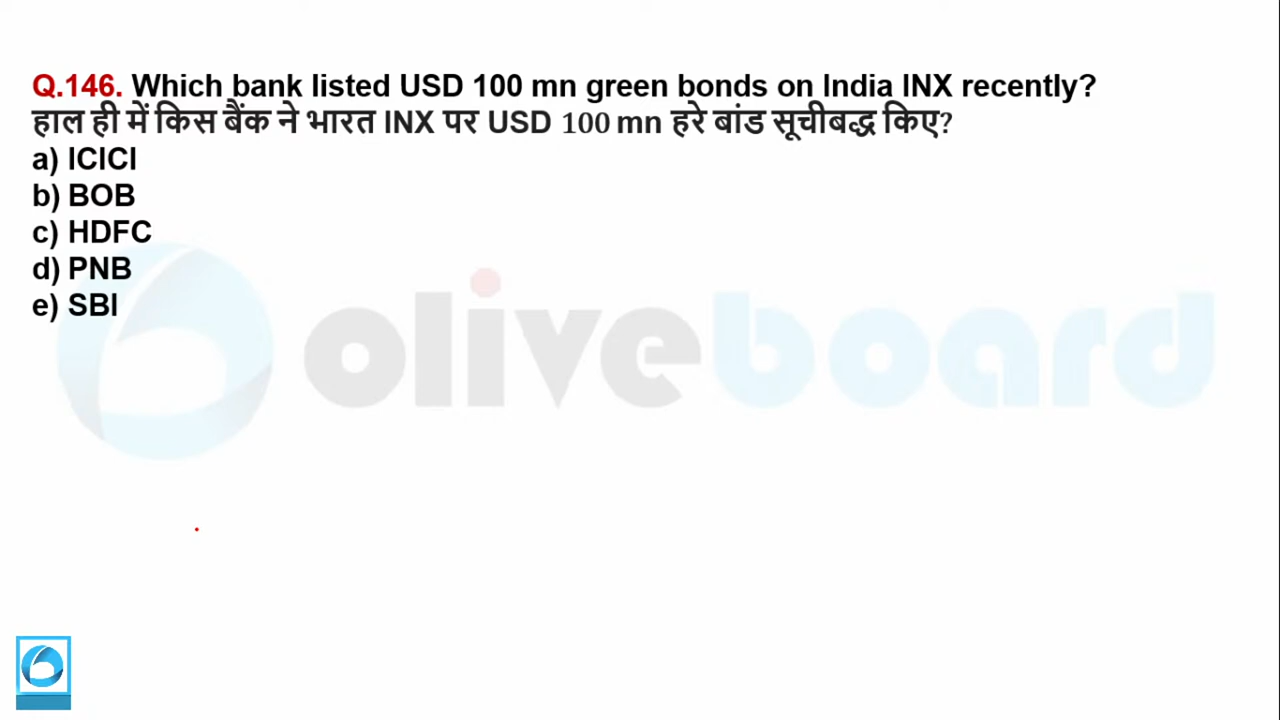 Q.146. Which bank listed USD 100 mn green bonds on India INX recently?
हाल ही में किस बैंक ने भारत INX पर USD 100 mn हरे बांड सूचीबद्ध किए?
a) ICICI
b) BOB
c) HDFC
d) PNB
e) SBI
oliveboard